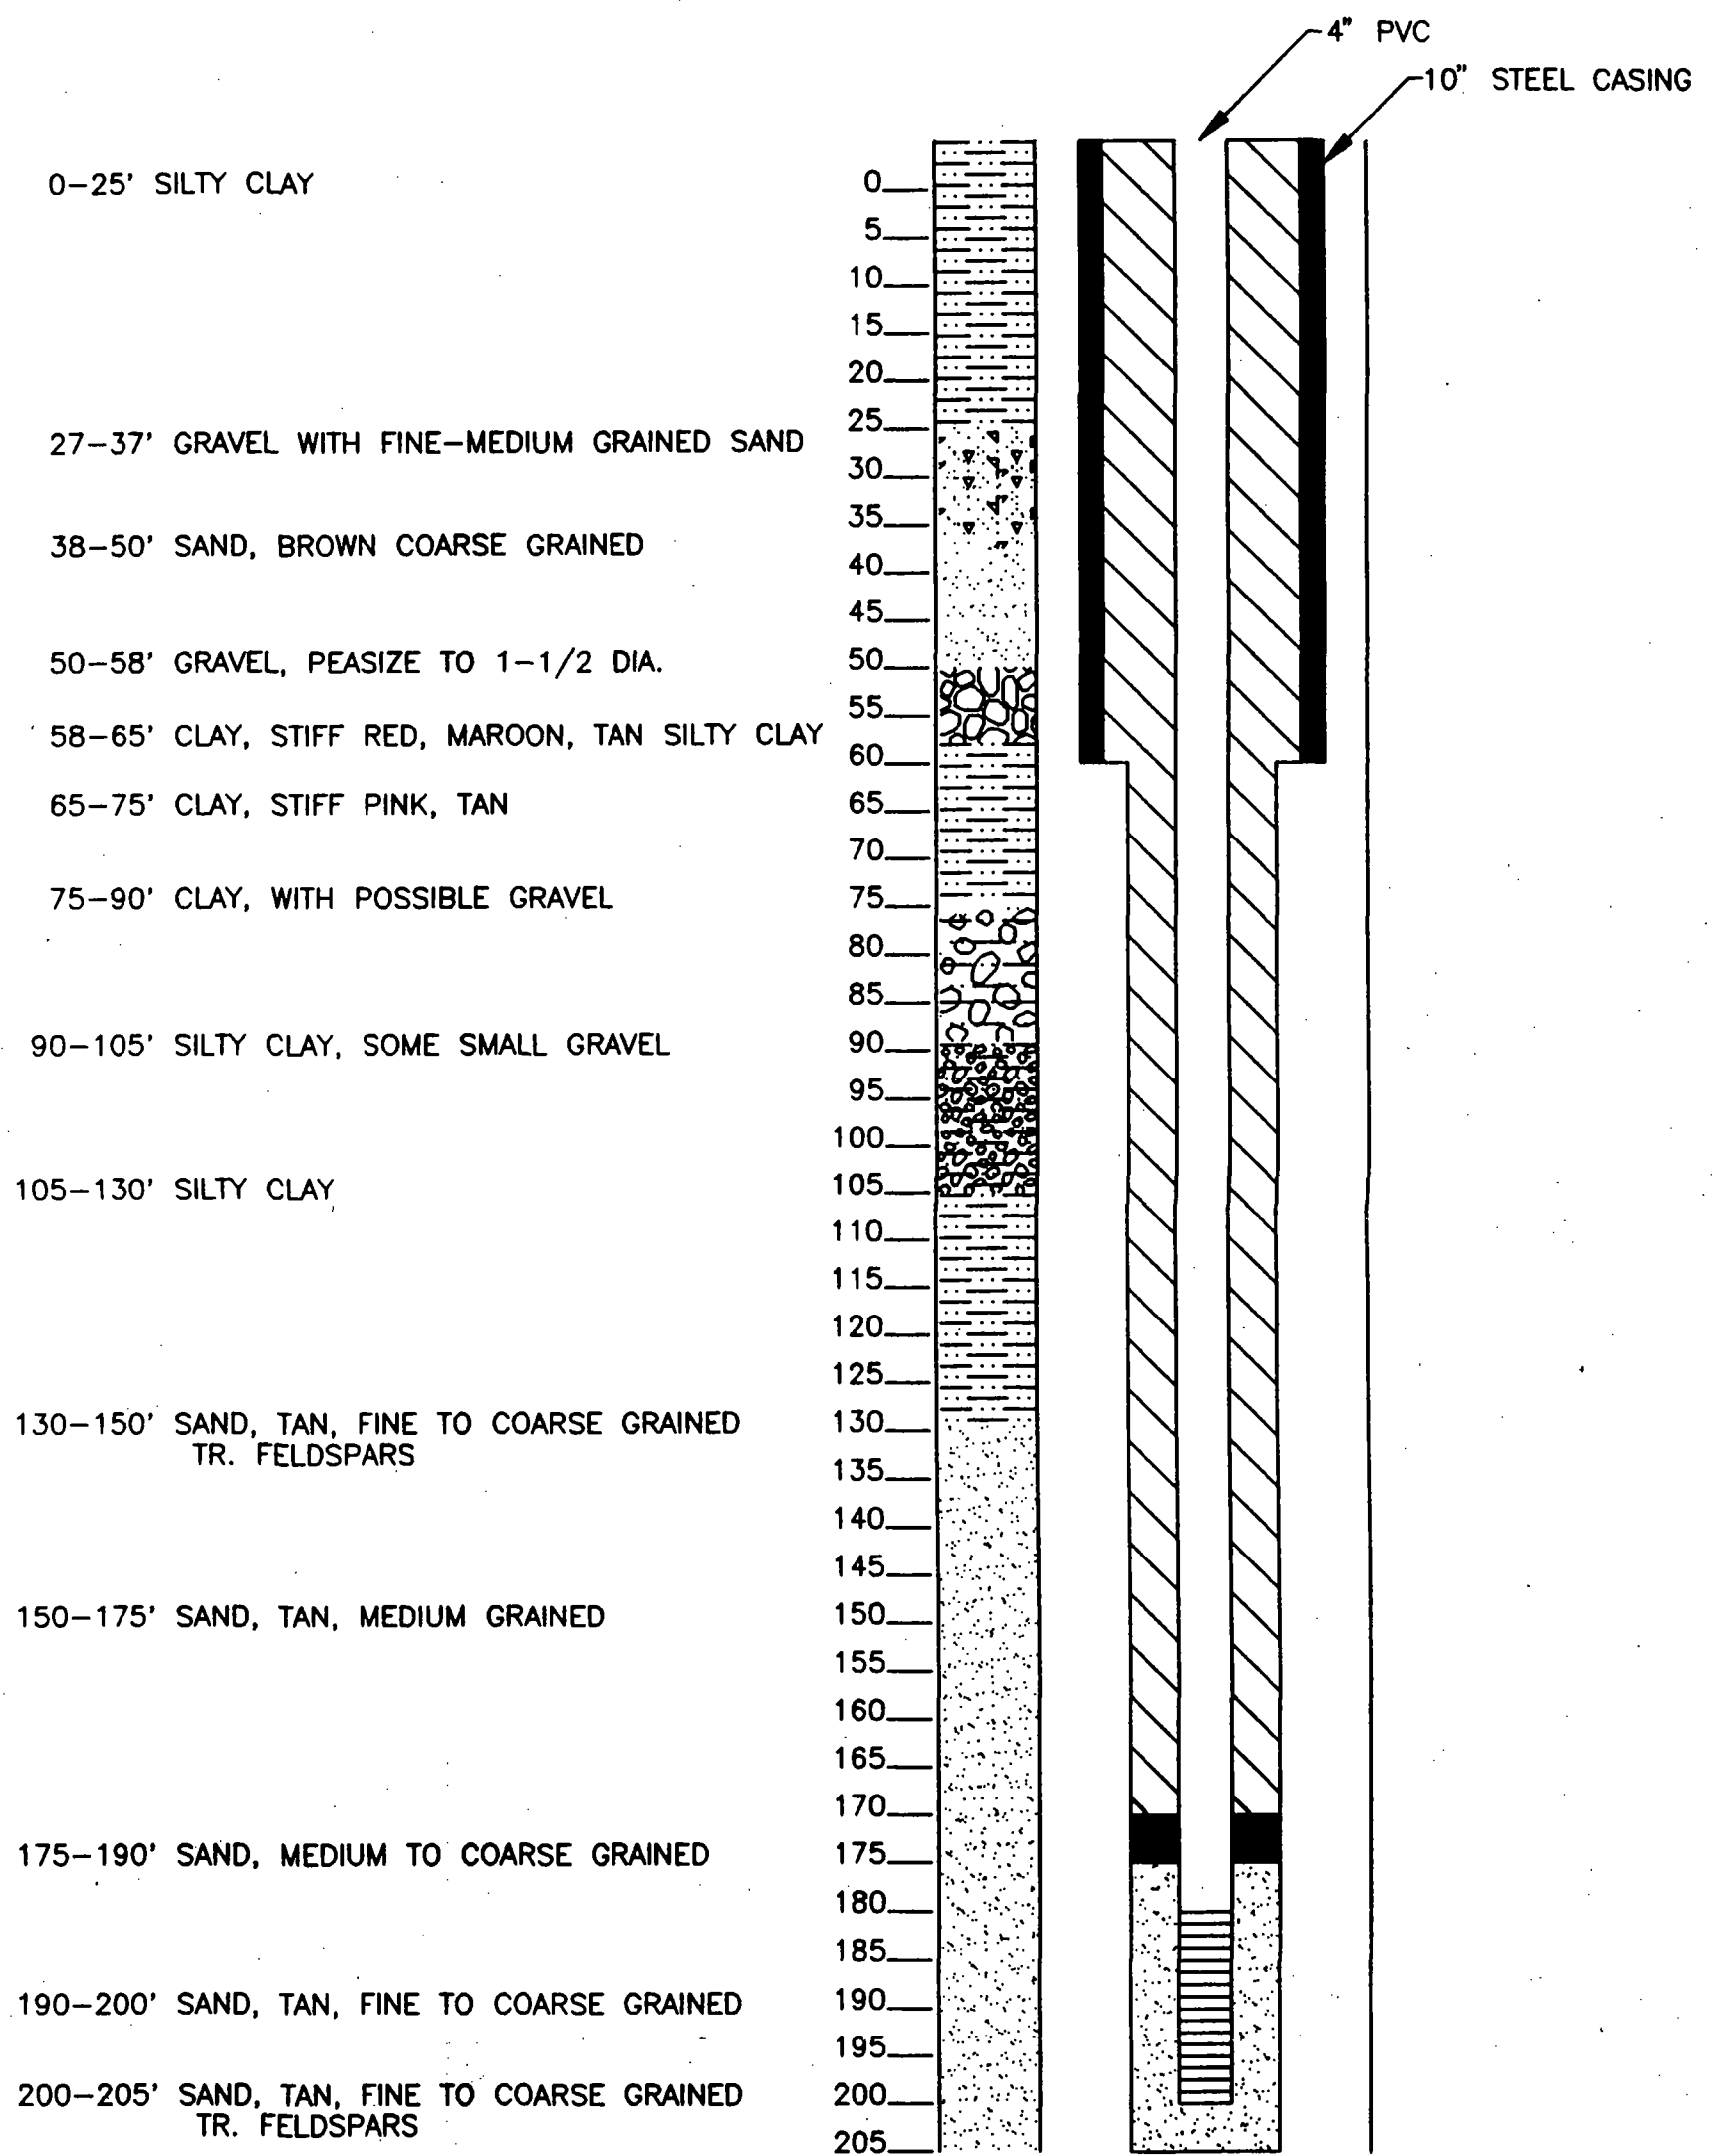 4" PVC
10" STEEL CASING
0-25' SILTY CLAY
27-37' GRAVEL WITH FINE-MEDIUM GRAINED SAND
38-50' SAND, BROWN COARSE GRAINED
50-58' GRAVEL, PEASIZE TO 1-1/2 DIA.
58-65' CLAY, STIFF RED, MAROON, TAN SILTY CLAY
65-75' CLAY, STIFF PINK, TAN
75-90' CLAY, WITH POSSIBLE GRAVEL
90-105' SILTY CLAY, SOME SMALL GRAVEL
105-130' SILTY CLAY
130-150' SAND, TAN, FINE TO COARSE GRAINED
TR. FELDSPARS
150-175' SAND, TAN, MEDIUM GRAINED
175-190' SAND, MEDIUM TO COARSE GRAINED
190-200' SAND, TAN, FINE TO COARSE GRAINED
200-205' SAND, TAN, FINE TO COARSE GRAINED
TR. FELDSPARS
0
5
10
15
20
25
30
35
40
45
50
55
60
65
70
75
80
85
90
95
100
105
110
115
120
125
130
135
140
145
150
155
160
165
170
175
180
185
190
195
200
205